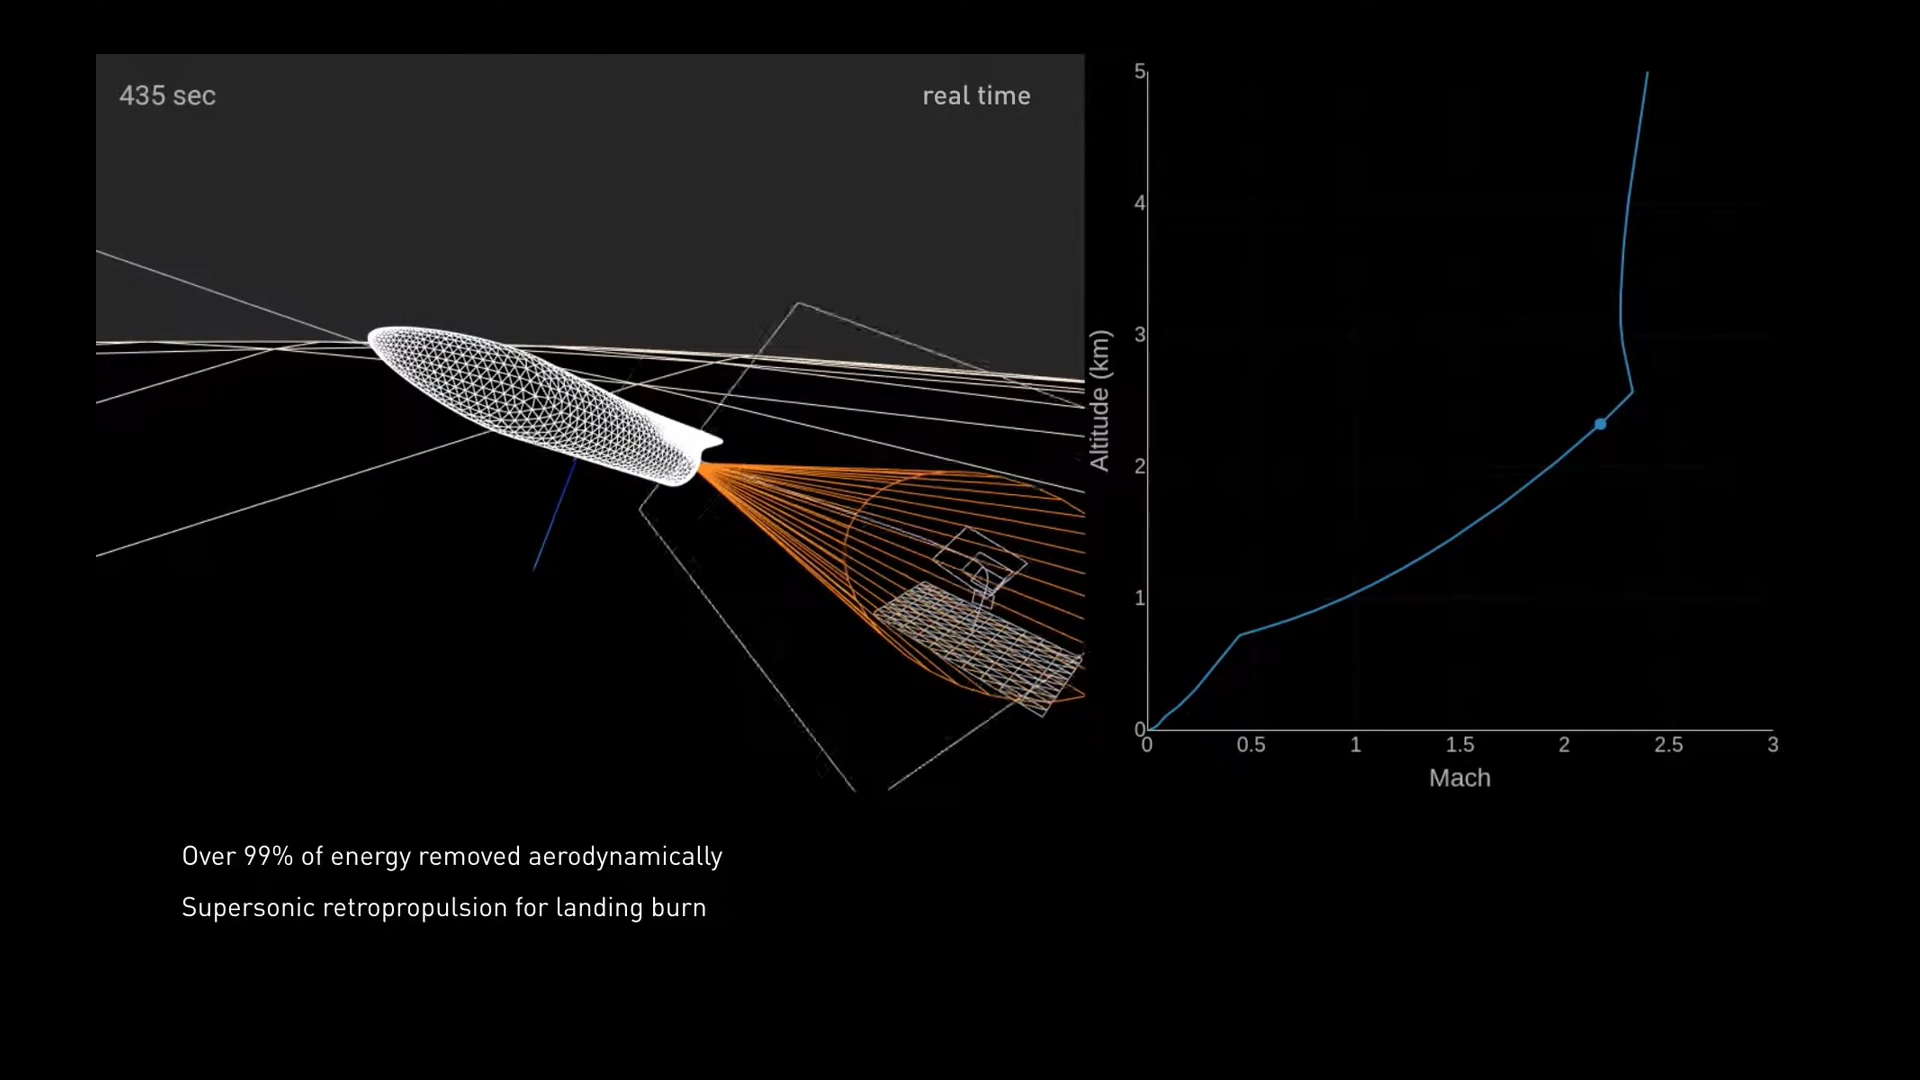 435 sec
real time
Over 99% of energy removed aerodynamically
Supersonic retropropulsion for landing burn
5
4
3
2
1
0
Altitude (km)
0
0.5
1
1.5
2
2.5
3
Mach